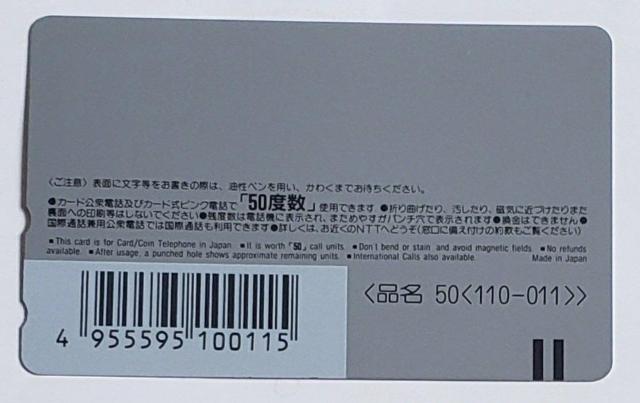 〈ご注意〉表面に文字等をお書きの際は、油性ペンを用い、かわくまでお待ちください。
●カード公衆電話及びカード式ピンク電話で「50度数」使用できます ●折り曲げたり、汚したり、磁気に近づけたりまた
裏面への印刷等はしないでください●残度数は電話機に表示され、まためやすがパンチ穴で表示されます●換金はできません●
国際通話兼用公衆電話では国際通話も利用できます●詳しくは、お近くのNTTへどうぞ(窓口に備え付けの約款もご覧ください)
■This card is for Card/Coin Telephone in Japan. ■It is worth「50」call units. ■Don't bend or stain and avoid magnetic fields. ■No refunds
available. ■After usage, a punched hole shows approximate remaining units. ■International Calls also available. Made in Japan
〈品名 50〈110-011〉〉
4 955595 100115